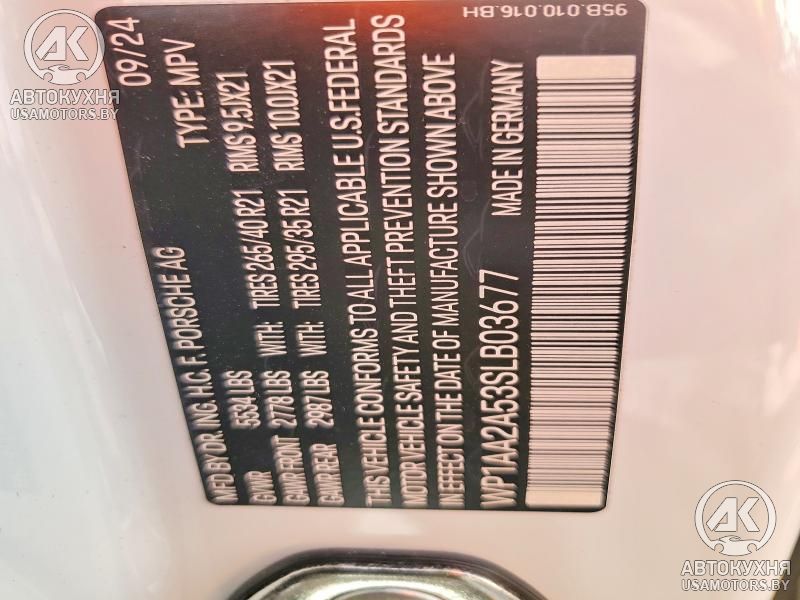 MFD BY DR. ING. H.C. F. PORSCHE AG 09/24
GVWR 5534 LBS TYPE: MPV
GAWR FRONT 2778 LBS WITH: TIRES 265/40 R21 RIMS 9.5JX21
GAWR REAR 2987 LBS WITH: TIRES 295/35 R21 RIMS 10.0JX21
THIS VEHICLE CONFORMS TO ALL APPLICABLE U.S. FEDERAL
MOTOR VEHICLE SAFETY AND THEFT PREVENTION STANDARDS
IN EFFECT ON THE DATE OF MANUFACTURE SHOWN ABOVE
WP1AA2A53SLB03677 MADE IN GERMANY
95B.010.016.BH
АК
АВТОКУХНЯ
USAMOTORS.BY
АК
АВТОКУХНЯ
USAMOTORS.BY